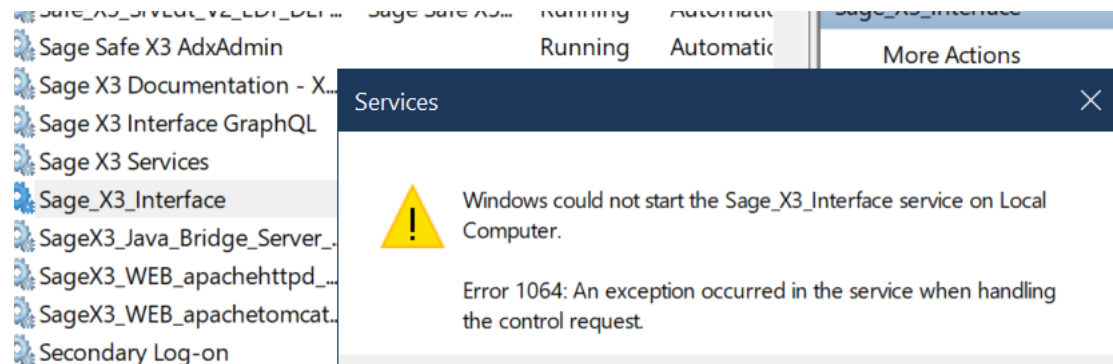 Sage Safe X3 AdxAdmin Running Automatic
More Actions
Sage X3 Documentation - X...
Services
Sage X3 Interface GraphQL
Sage X3 Services
Sage_X3_Interface
Windows could not start the Sage_X3_Interface service on Local
Computer.
SageX3_Java_Bridge_Server_..
SageX3_WEB_apachehttpd_...
Error 1064: An exception occurred in the service when handling
the control request.
SageX3_WEB_apachetomcat..
Secondary Log-on